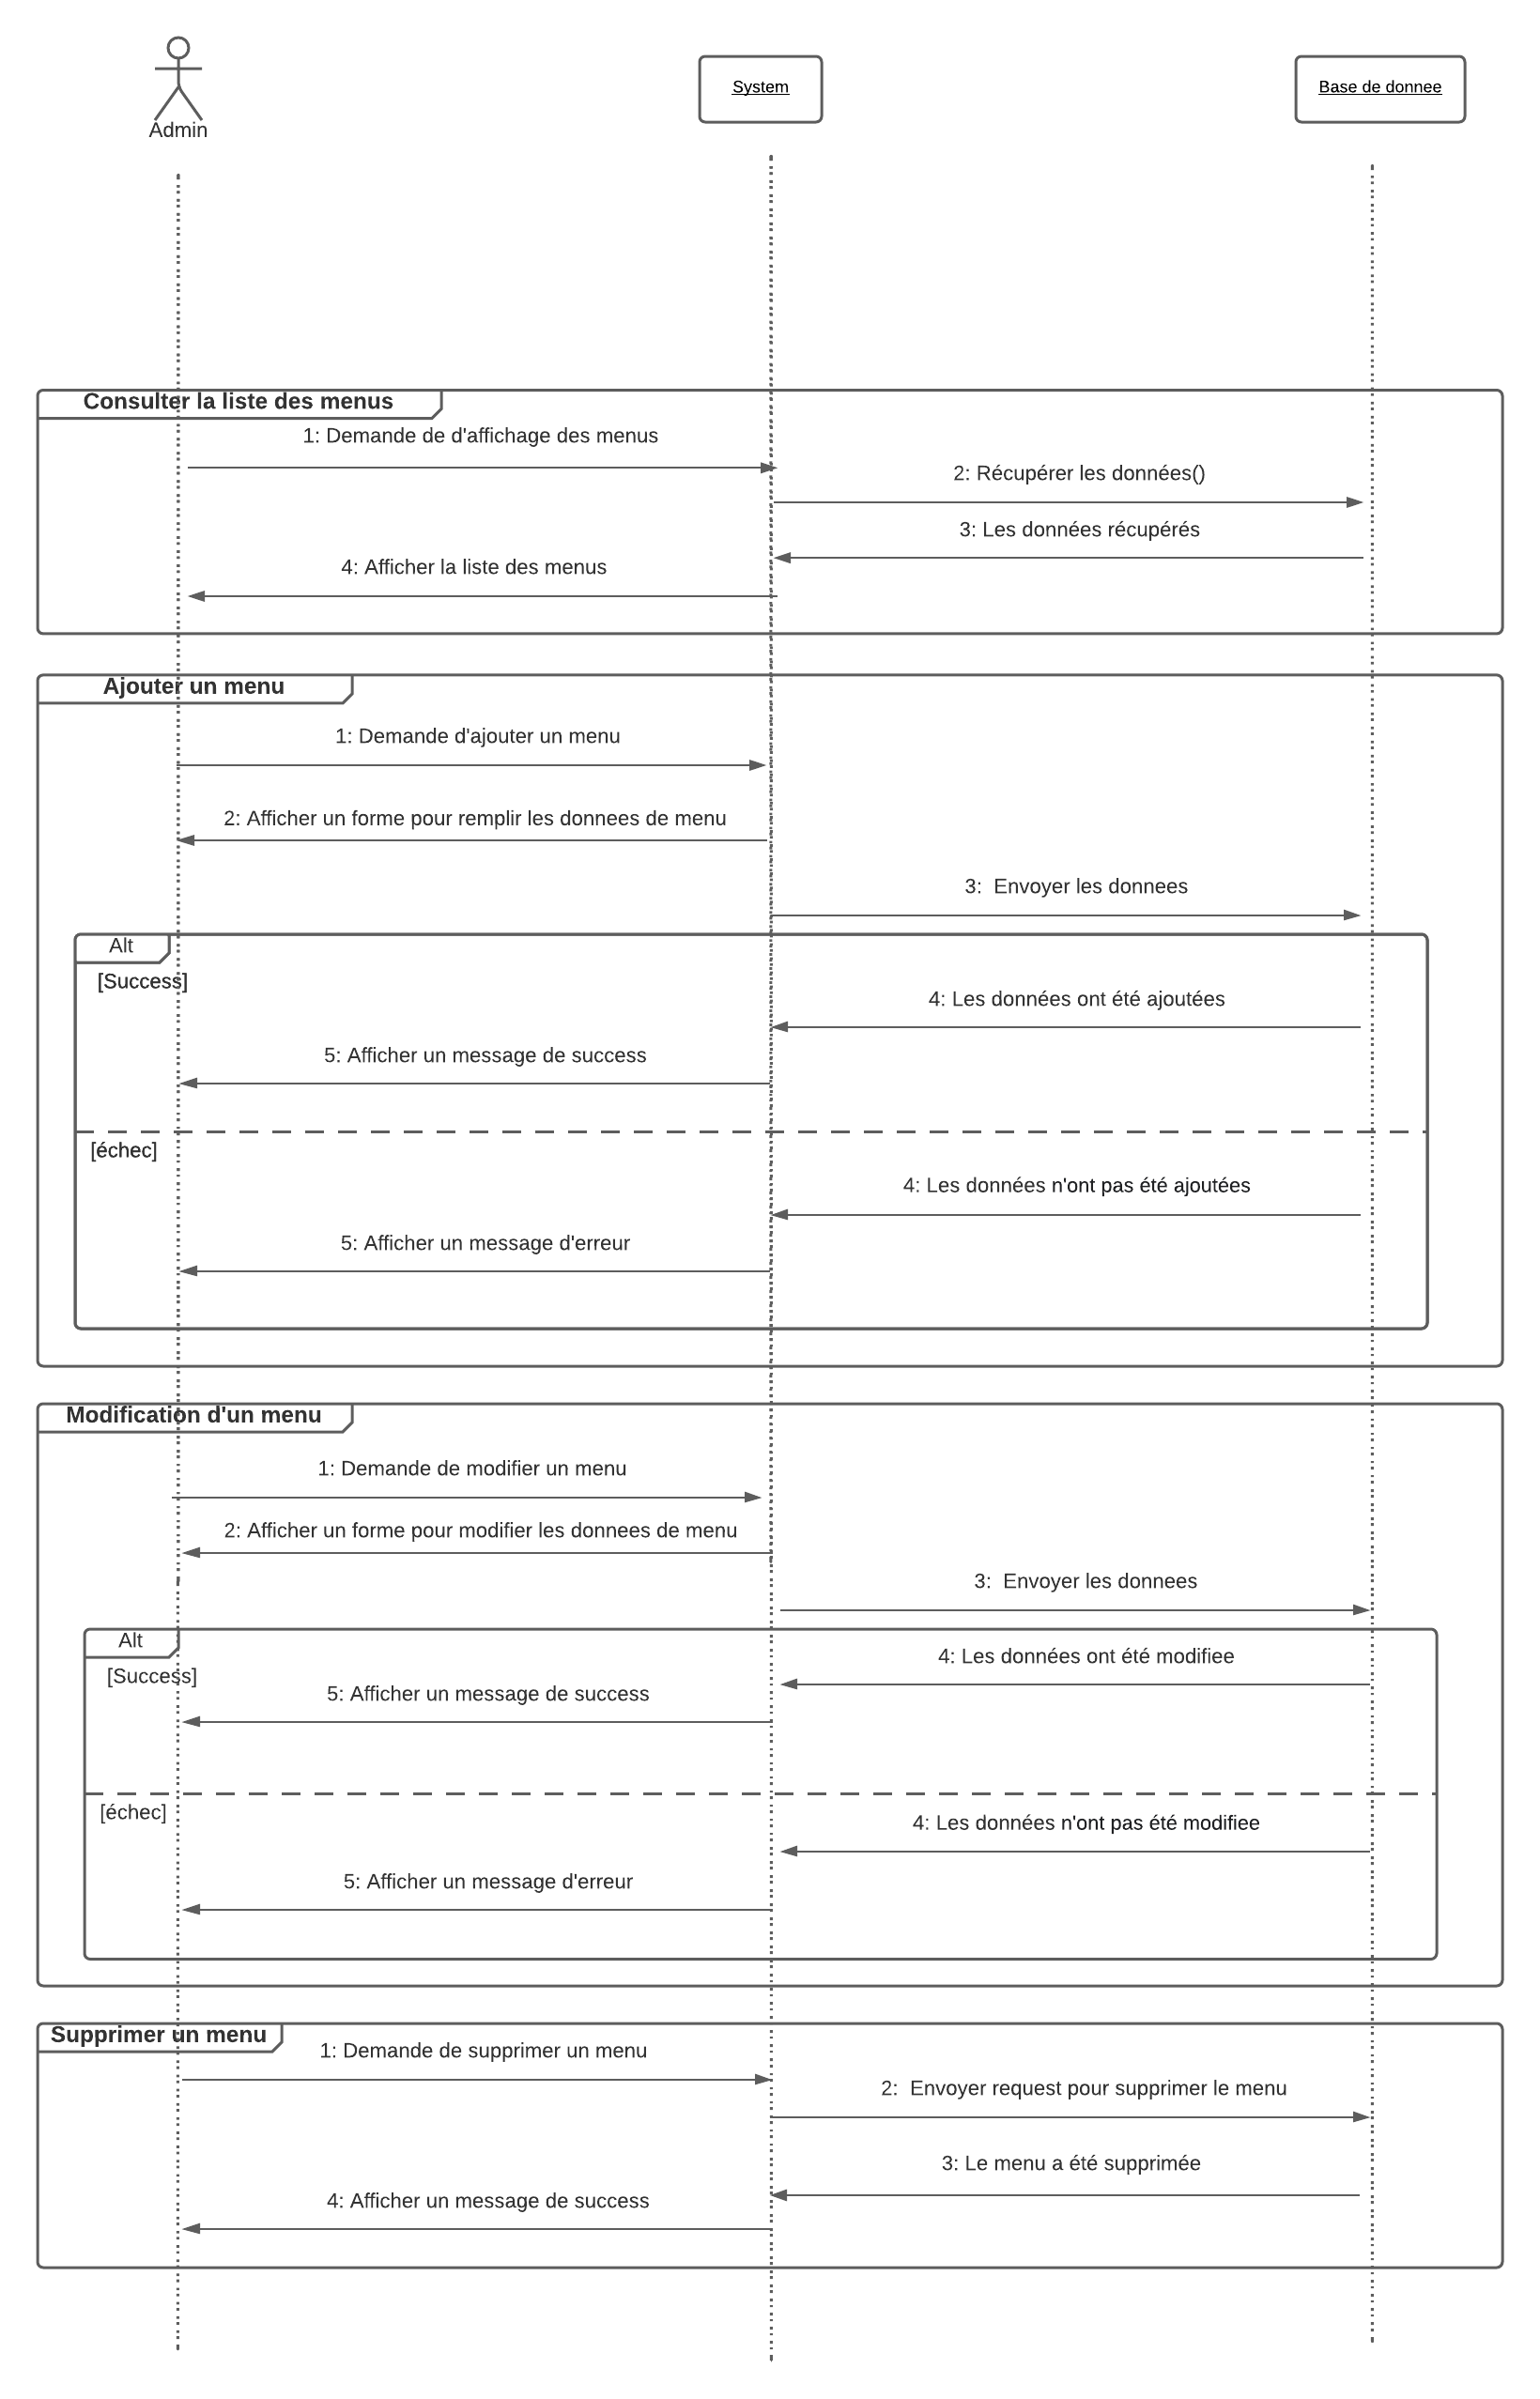 Admin
System
Base de donnee
Consulter la liste des menus
1: Demande de d'affichage des menus
2: Récupérer les données()
3: Les données récupérés
4: Afficher la liste des menus
Ajouter un menu
1: Demande d'ajouter un menu
2: Afficher un forme pour remplir les donnees de menu
3:  Envoyer les donnees
Alt
[Success]
4: Les données ont été ajoutées
5: Afficher un message de success
[échec]
4: Les données n'ont pas été ajoutées
5: Afficher un message d'erreur
Modification d'un menu
1: Demande de modifier un menu
2: Afficher un forme pour modifier les donnees de menu
3:  Envoyer les donnees
Alt
4: Les données ont été modifiee
[Success]
5: Afficher un message de success
[échec]
4: Les données n'ont pas été modifiee
5: Afficher un message d'erreur
Supprimer un menu
1: Demande de supprimer un menu
2:  Envoyer request pour supprimer le menu
3: Le menu a été supprimée
4: Afficher un message de success